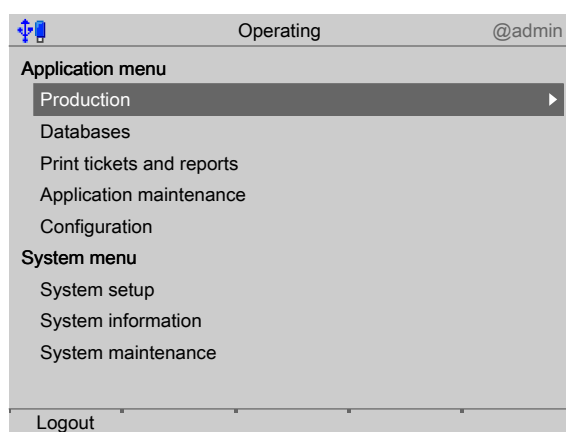 Operating @admin
Application menu
Production
Databases
Print tickets and reports
Application maintenance
Configuration
System menu
System setup
System information
System maintenance
Logout